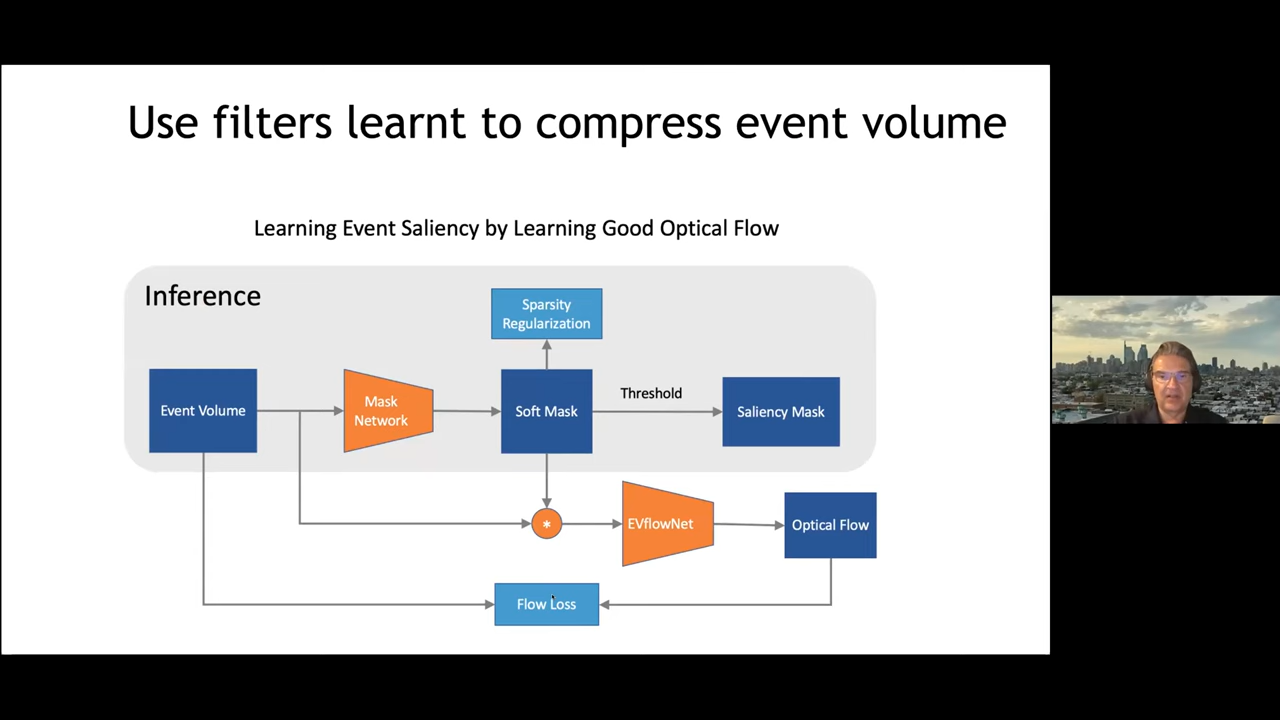 Use filters learnt to compress event volume
Learning Event Saliency by Learning Good Optical Flow
Inference
Sparsity
Regularization
Event Volume
Mask
Network
Soft Mask
Threshold
Saliency Mask
*
EVflowNet
Optical Flow
Flow Loss